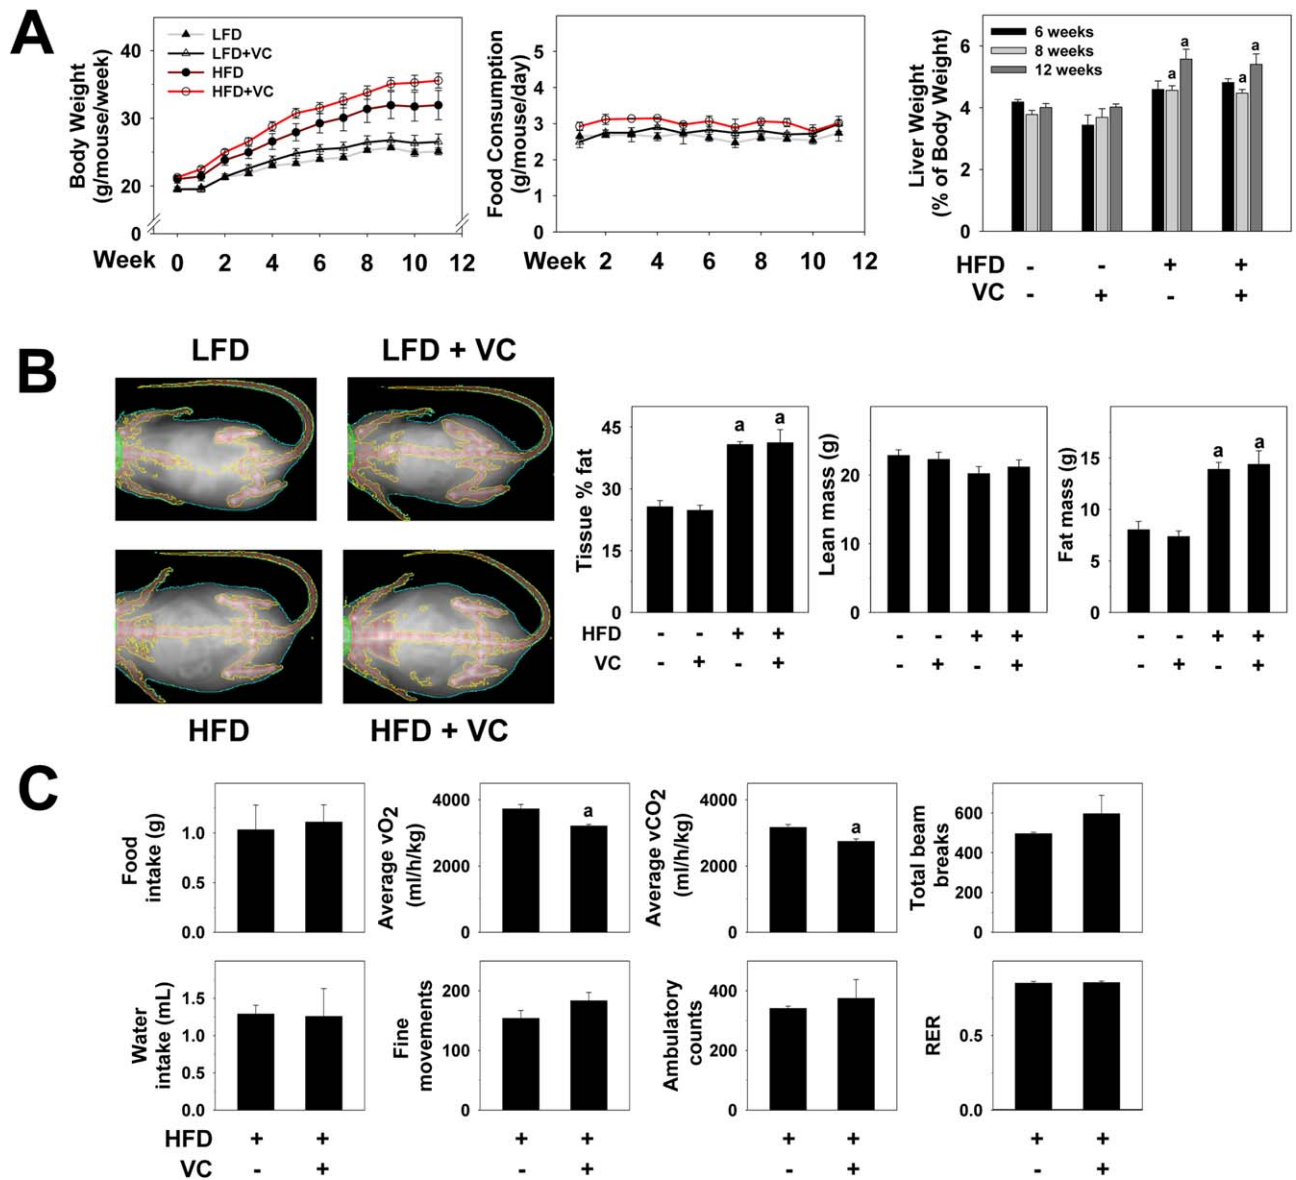 A
Body Weight
(g/mouse/week)
40
30
20
0
LFD
LFD+VC
HFD
HFD+VC
Week 0 2 4 6 8 10 12
Food Consumption
(g/mouse/day)
5
4
3
2
1
0
Week 2 4 6 8 10 12
Liver Weight
(% of Body Weight)
6
4
2
0
6 weeks
8 weeks
12 weeks
a
a
a
a
HFD - - + +
VC - + - +
B
LFD
LFD + VC
HFD
HFD + VC
Tissue % fat
45
30
15
0
a a
HFD - - + +
VC - + - +
Lean mass (g)
20
10
0
- - + +
- + - +
Fat mass (g)
15
10
5
0
a a
- - + +
- + - +
C
Food
intake (g)
1.0
0.5
0.0
Average vO2
(ml/h/kg)
4000
2000
0
a
Average vCO2
(ml/h/kg)
4000
2000
0
a
Total beam
breaks
600
400
200
0
Water
intake (mL)
1.5
1.0
0.5
0.0
Fine
movements
200
100
0
Ambulatory
counts
400
200
0
RER
0.5
0.0
HFD + + + + + + + +
VC - + - + - + - +